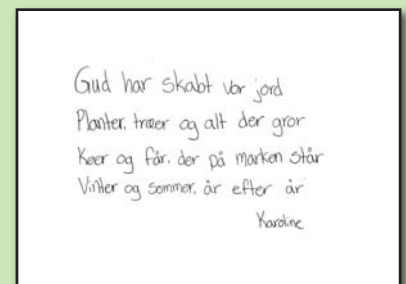 Gud har skabt vor jord
Planter, træer og alt der gror
Køer og får, der på marken står
Vinter og sommer, år efter år
Karoline